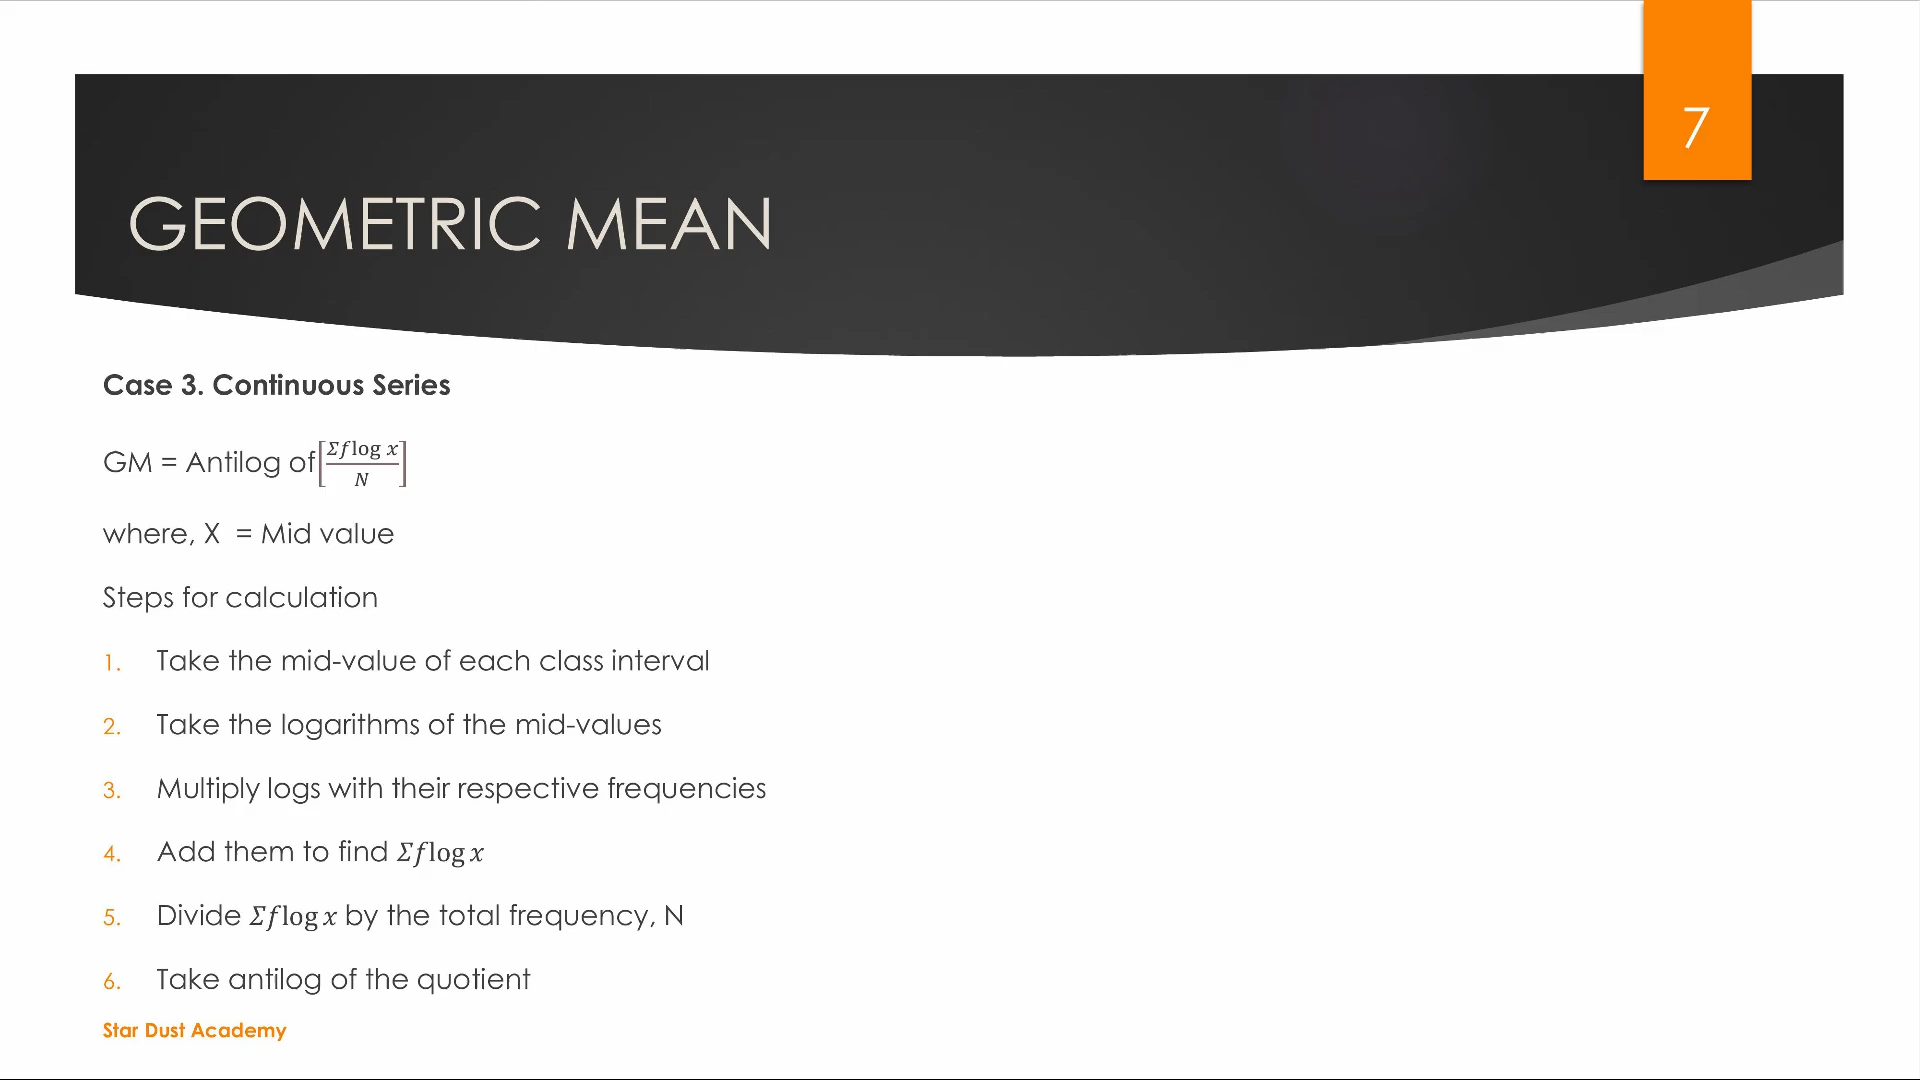 7
GEOMETRIC MEAN
Case 3. Continuous Series
GM = Antilog of [Σf log x / N]
where, X = Mid value
Steps for calculation
1. Take the mid-value of each class interval
2. Take the logarithms of the mid-values
3. Multiply logs with their respective frequencies
4. Add them to find Σf log x
5. Divide Σf log x by the total frequency, N
6. Take antilog of the quotient
Star Dust Academy